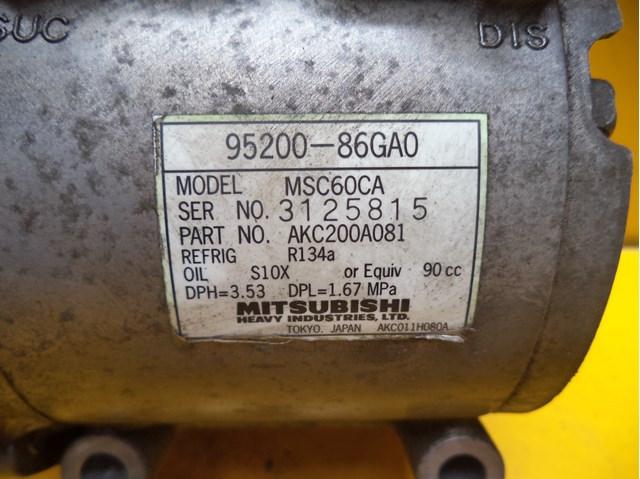 SUC DIS
95200-86GA0
MODEL MSC60CA
SER NO. 3125815
PART NO. AKC200A081
REFRIG R134a
OIL S10X or Equiv 90 cc
DPH=3.53 DPL=1.67 MPa
MITSUBISHI
HEAVY INDUSTRIES, LTD.
TOKYO. JAPAN AKC011H080A